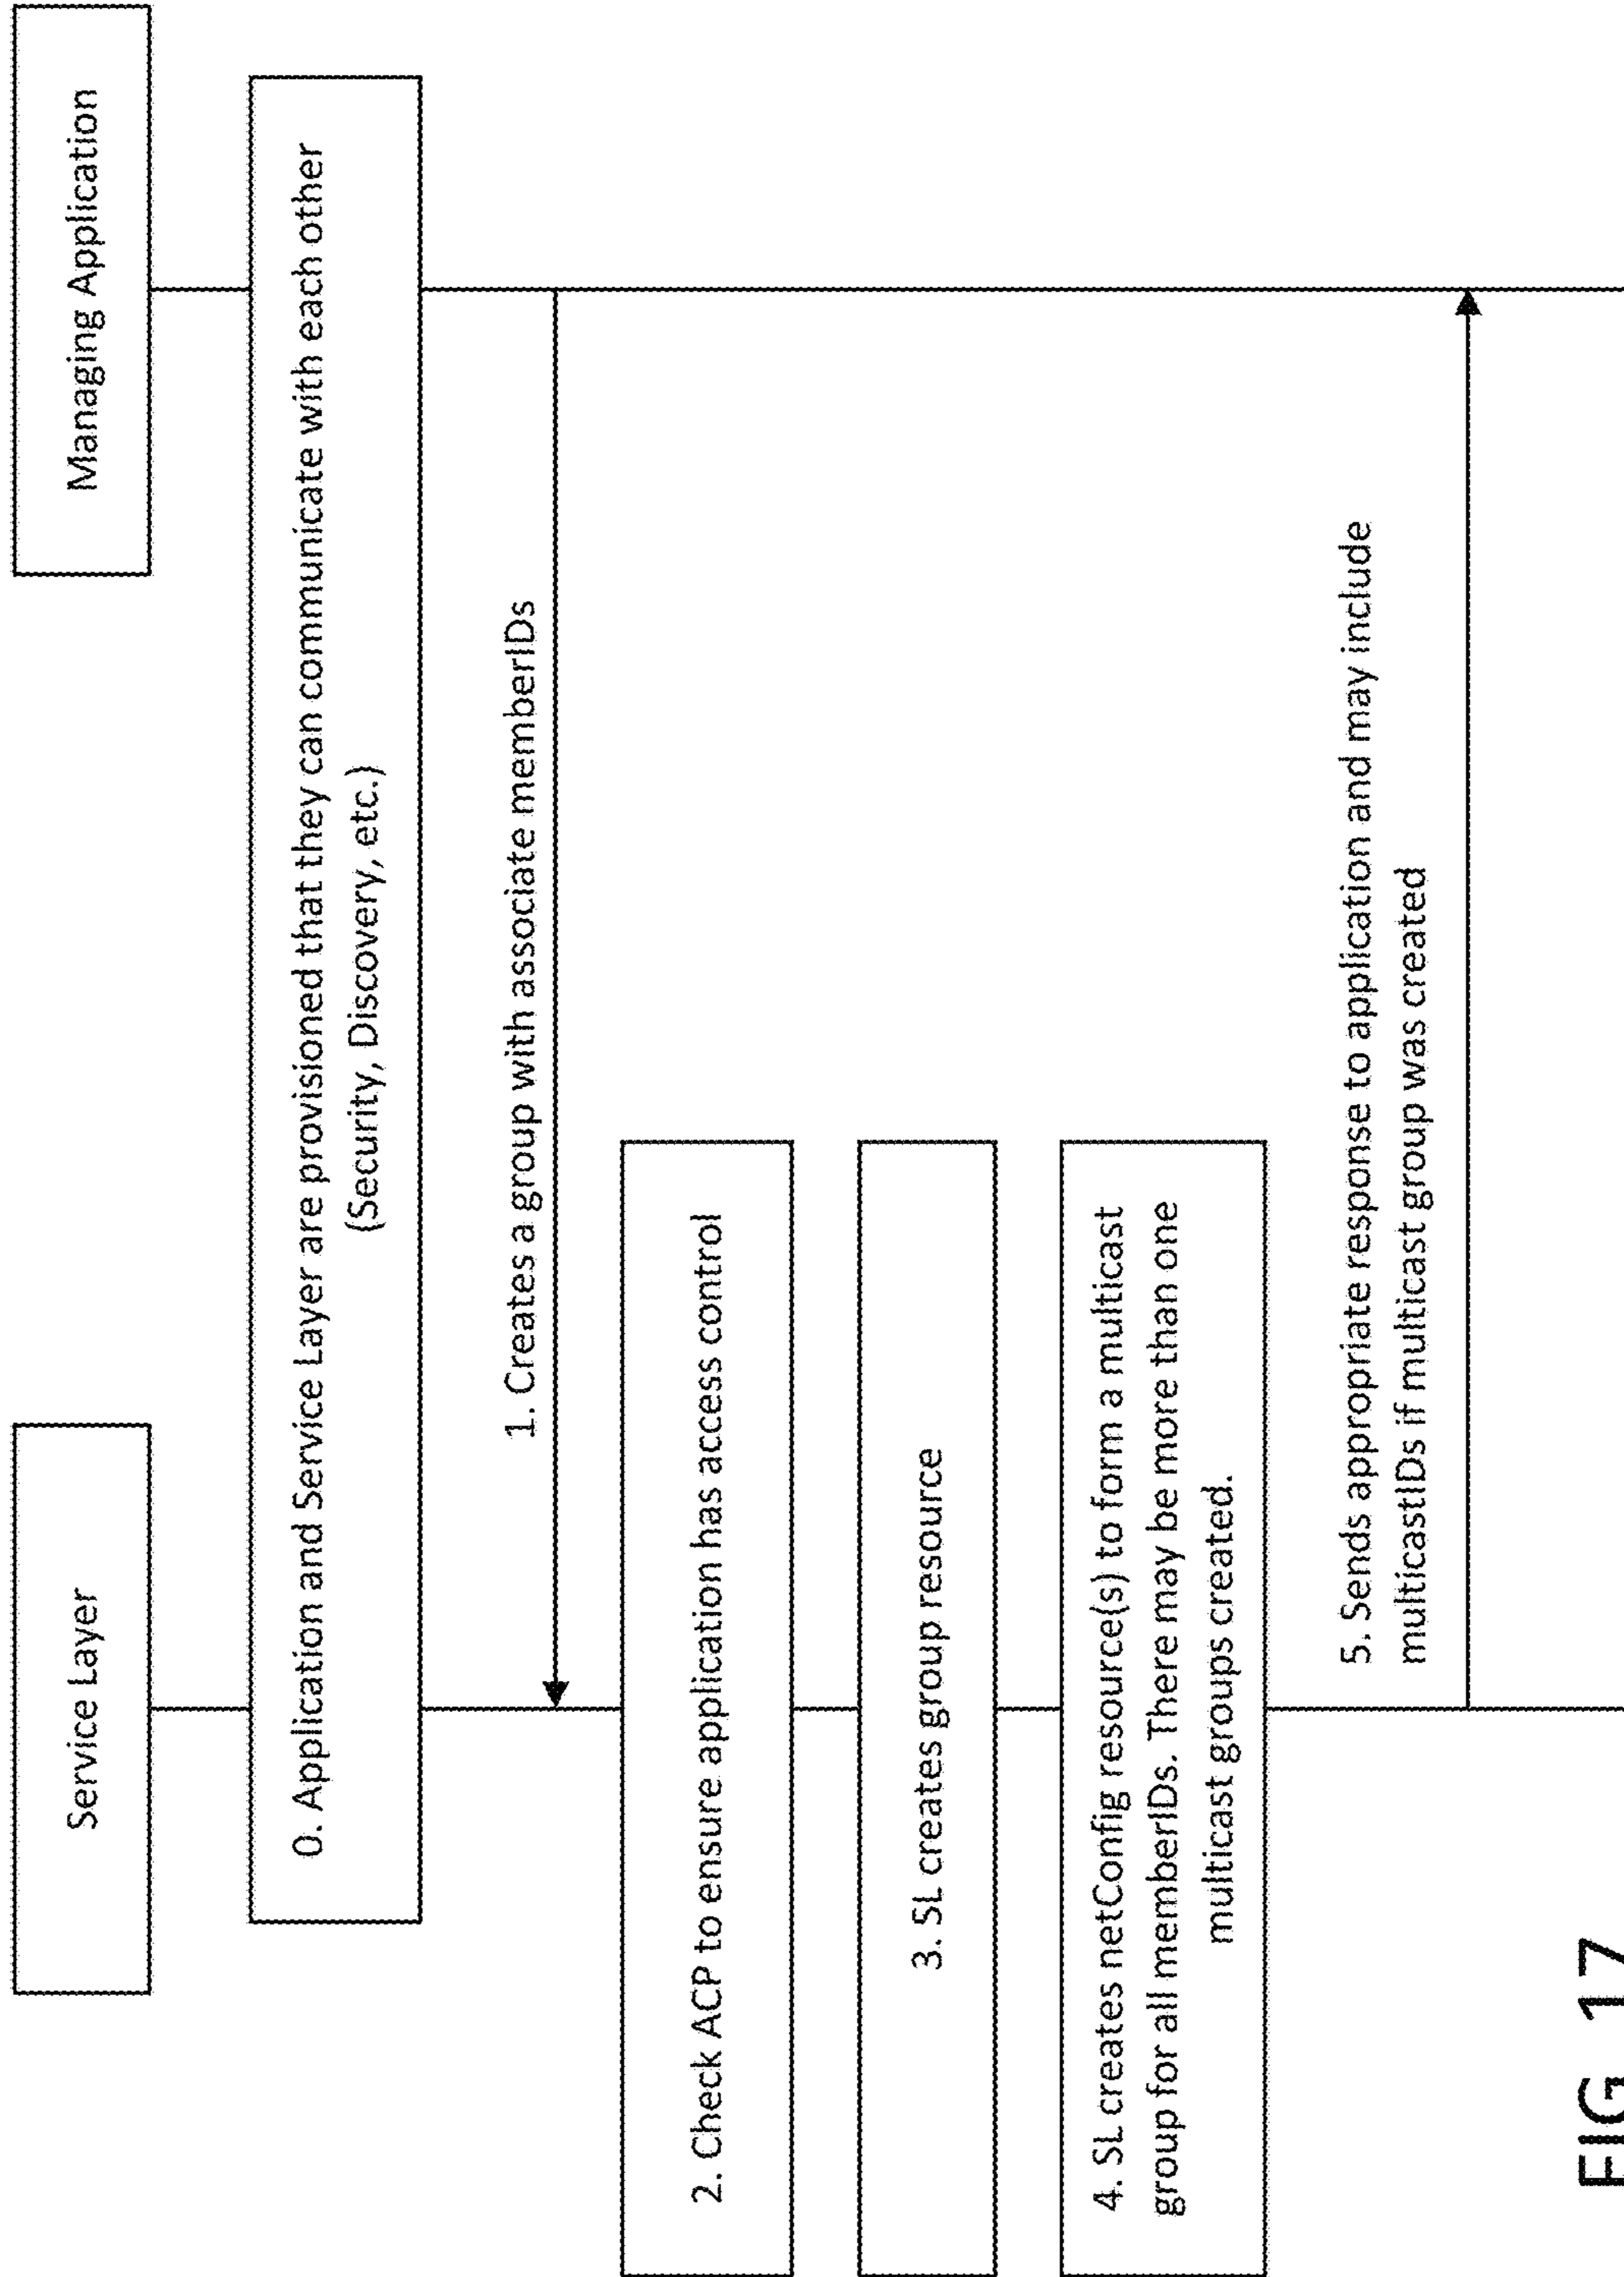 Service Layer
Managing Application
0. Application and Service Layer are provisioned that they can communicate with each other
(Security, Discovery, etc.)
1. Creates a group with associate memberIDs
2. Check ACP to ensure application has access control
3. SL creates group resource
4. SL creates netConfig resource(s) to form a multicast
group for all memberIDs. There may be more than one
multicast groups created.
5. Sends appropriate response to application and may include
multicastIDs if multicast group was created
FIG. 17